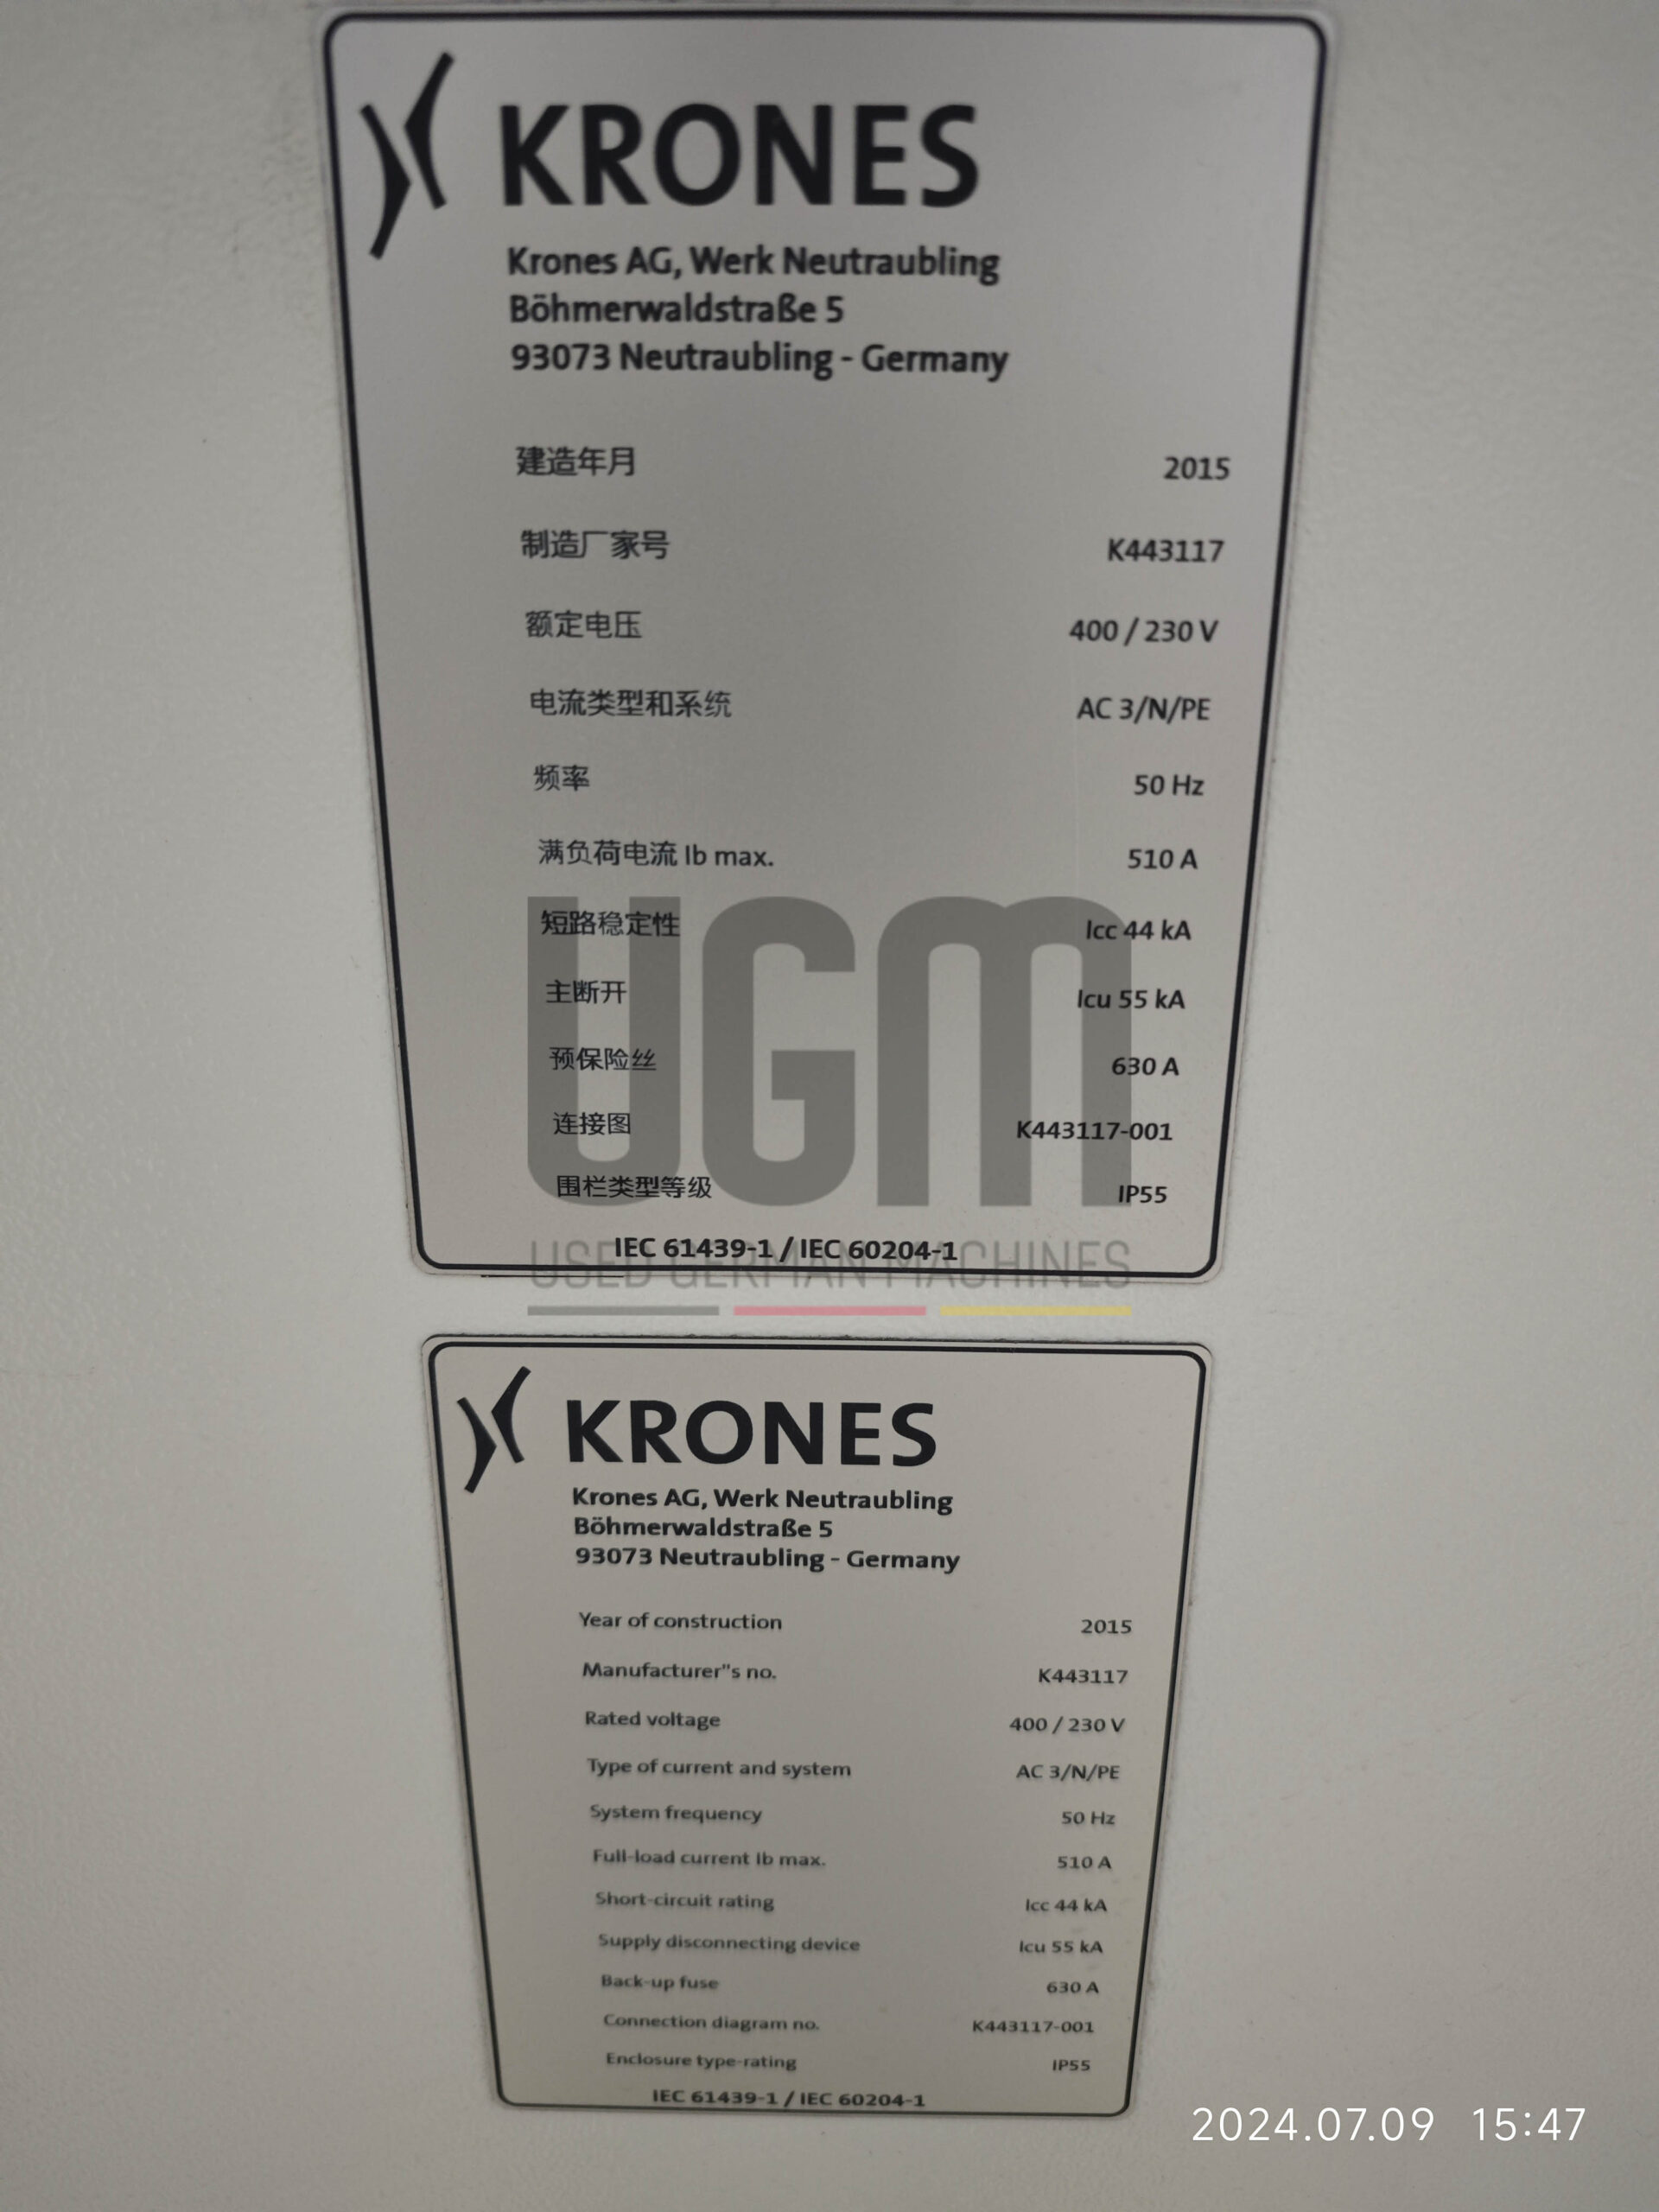 KRONES
Krones AG, Werk Neutraubling
Böhmerwaldstraße 5
93073 Neutraubling - Germany
建造年月 2015
制造厂家号 K443117
额定电压 400 / 230 V
电流类型和系统 AC 3/N/PE
频率 50 Hz
满负荷电流 Ib max. 510 A
短路稳定性 Icc 44 kA
主断开 Icu 55 kA
预保险丝 630 A
连接图 K443117-001
围栏类型等级 IP55
IEC 61439-1 / IEC 60204-1
UGM
USED GERMAN MACHINES
KRONES
Krones AG, Werk Neutraubling
Böhmerwaldstraße 5
93073 Neutraubling - Germany
Year of construction 2015
Manufacturer"s no. K443117
Rated voltage 400 / 230 V
Type of current and system AC 3/N/PE
System frequency 50 Hz
Full-load current Ib max. 510 A
Short-circuit rating Icc 44 kA
Supply disconnecting device Icu 55 kA
Back-up fuse 630 A
Connection diagram no. K443117-001
Enclosure type-rating IP55
IEC 61439-1 / IEC 60204-1
2024.07.09 15:47